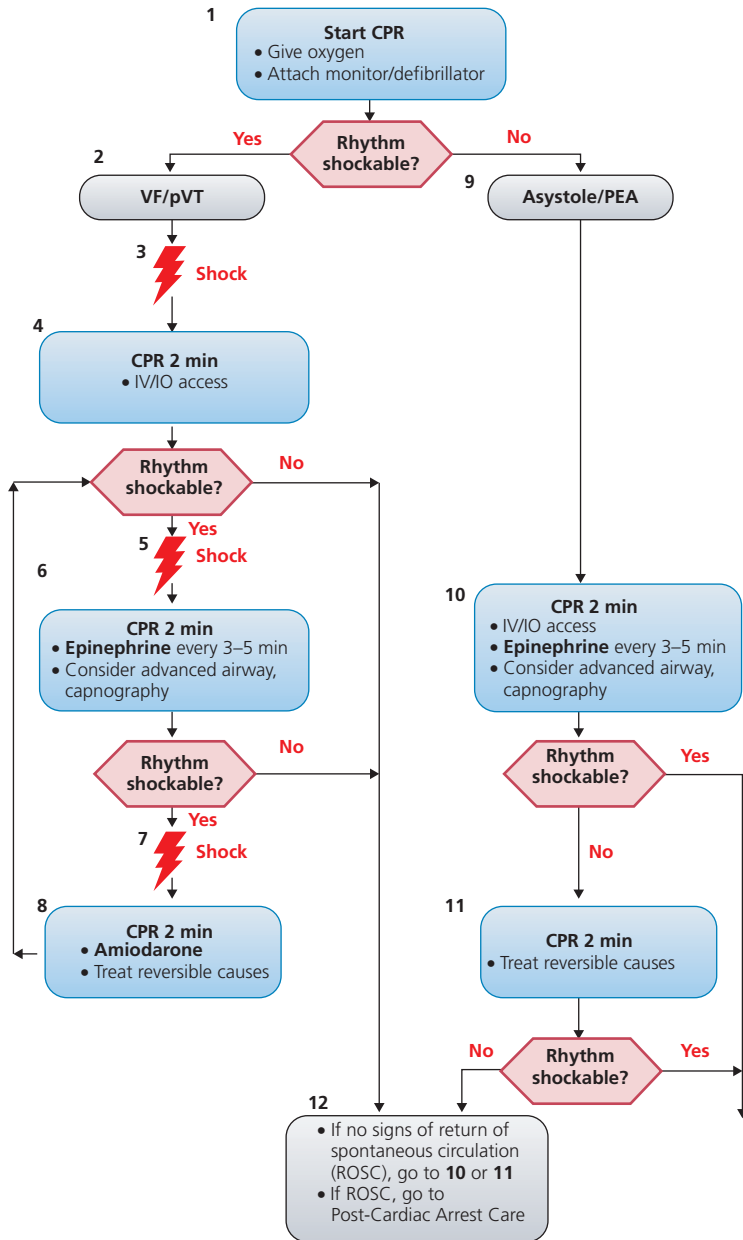 1
Start CPR
• Give oxygen
• Attach monitor/defibrillator
Rhythm
shockable?
Yes
No
2
VF/pVT
9
Asystole/PEA
3
Shock
4
CPR 2 min
• IV/IO access
Rhythm
shockable?
No
Yes
5
Shock
6
CPR 2 min
• Epinephrine every 3–5 min
• Consider advanced airway,
capnography
Rhythm
shockable?
No
Yes
7
Shock
8
CPR 2 min
• Amiodarone
• Treat reversible causes
10
CPR 2 min
• IV/IO access
• Epinephrine every 3–5 min
• Consider advanced airway,
capnography
Rhythm
shockable?
Yes
No
11
CPR 2 min
• Treat reversible causes
Rhythm
shockable?
No
Yes
12
• If no signs of return of
spontaneous circulation
(ROSC), go to 10 or 11
• If ROSC, go to
Post-Cardiac Arrest Care